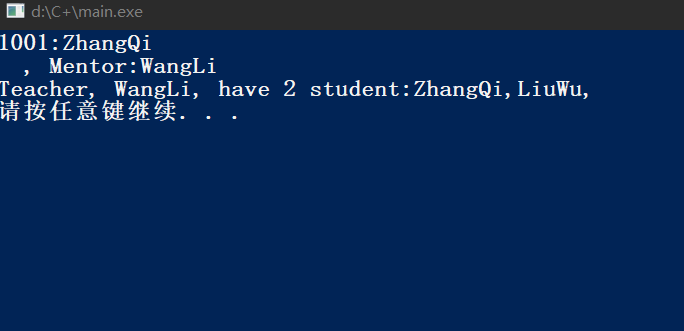 d:\C+\main.exe
1001:ZhangQi
, Mentor:WangLi
Teacher, WangLi, have 2 student:ZhangQi,LiuWu,
请按任意键继续. . .